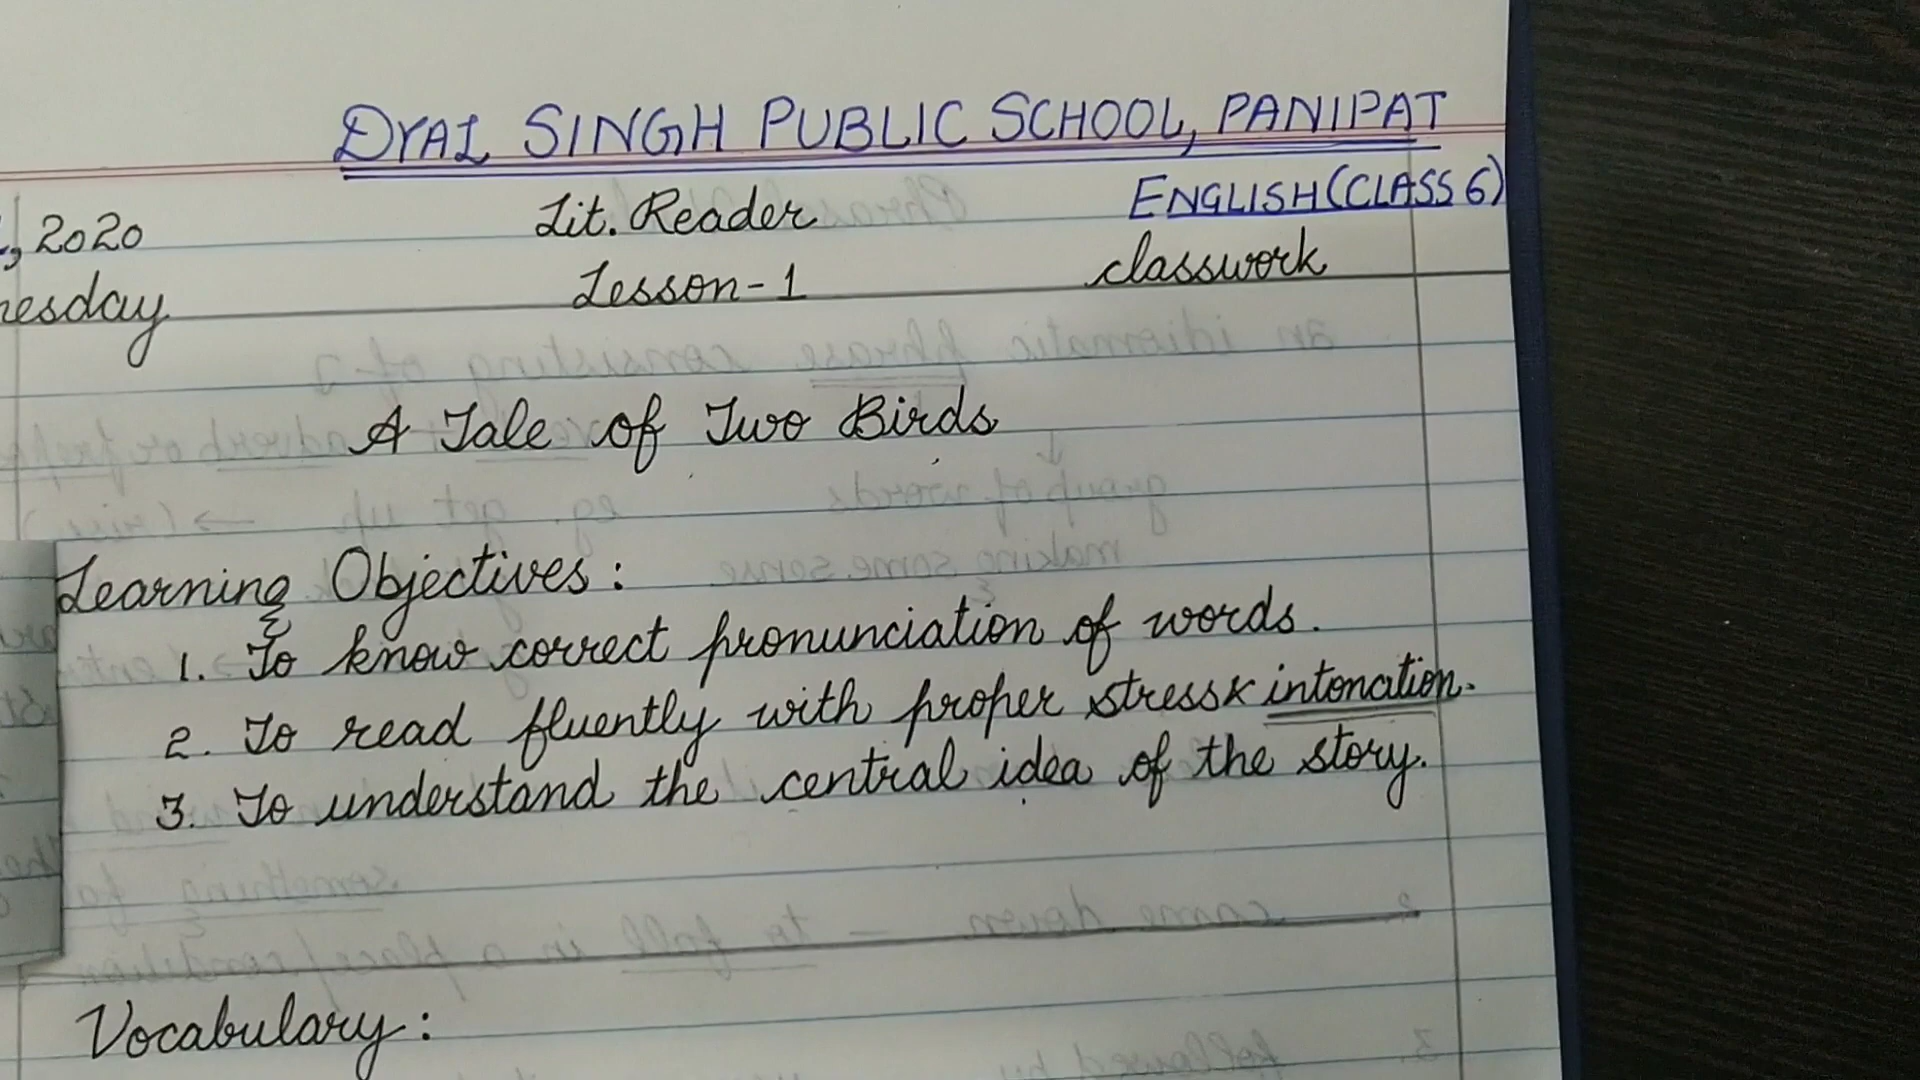 DYAL SINGH PUBLIC SCHOOL, PANIPAT
, 2020 Lit. Reader ENGLISH (CLASS 6)
nesday Lesson-1 classwork
A Tale of Two Birds
Learning Objectives :
1. To know correct pronunciation of words.
2. To read fluently with proper stress & intonation.
3. To understand the central idea of the story.
Vocabulary :